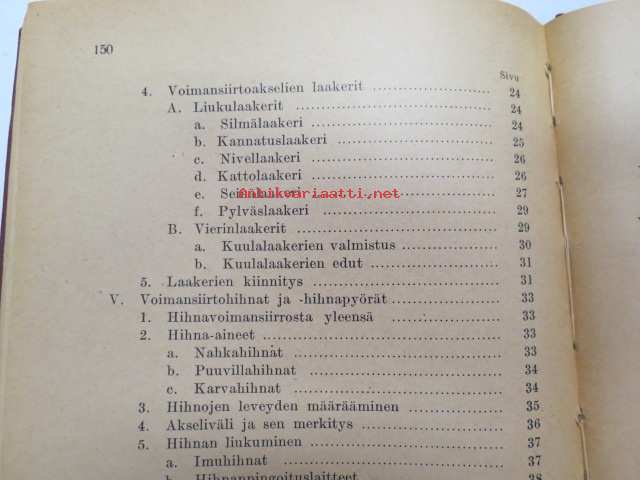 150
Sivu
4. Voimansiirtoakselien laakerit 24
A. Liukulaakerit 24
a. Silmälaakeri 24
b. Kannatuslaakeri 25
c. Nivellaakeri 26
d. Kattolaakeri 26
e. 27
Antikvariaatti.net
f. Pylväslaakeri 29
B. Vierinlaakerit 29
a. Kuulalaakerien valmistus 30
b. Kuulalaakerien edut 31
5. Laakerien kiinnitys 31
V. Voimansiirtohihnat ja -hihnapyörät 33
1. Hihnavoimansiirrosta yleensä 33
2. Hihna-aineet 33
a. Nahkahihnat 33
b. Puuvillahihnat 34
c. Karvahihnat 34
3. Hihnojen leveyden määrääminen 35
4. Akseliväli ja sen merkitys 36
5. Hihnan liukuminen 37
a. Imuhihnat 37
b. Hihnanpingoituslaitteet 38